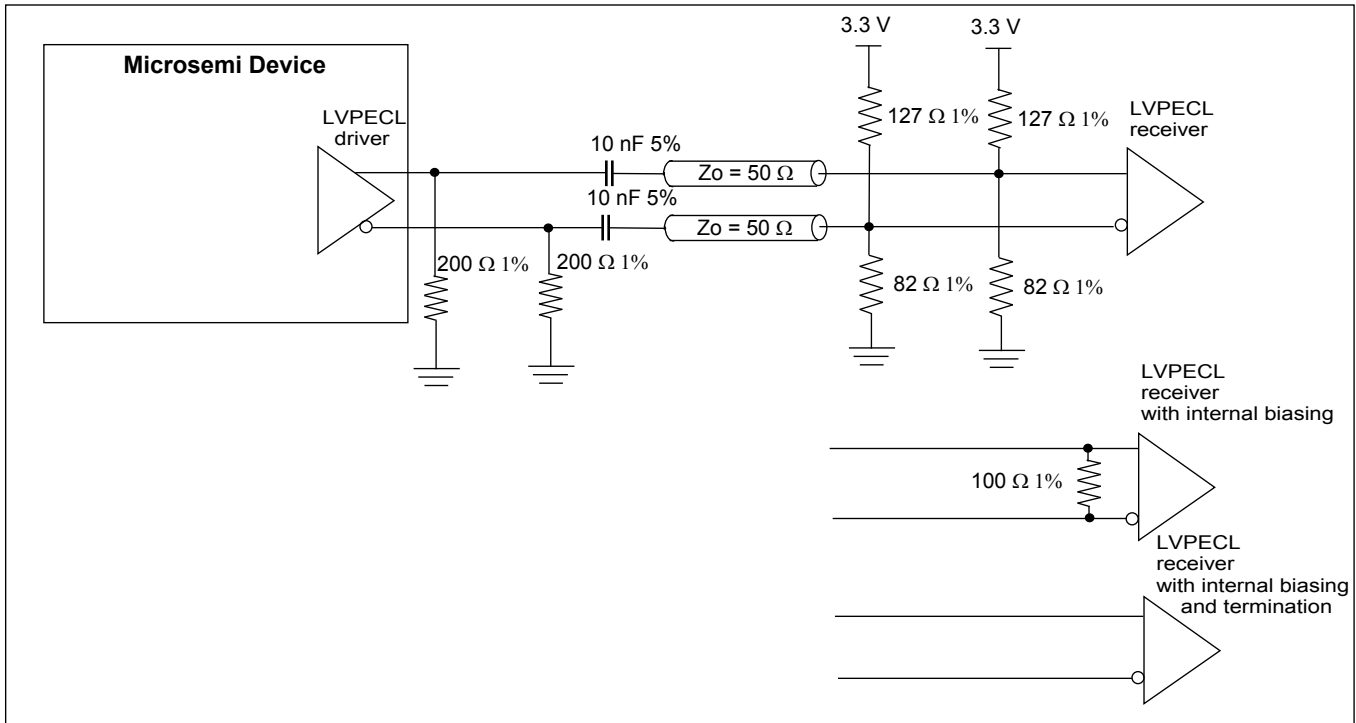 3.3 V
3.3 V
Microsemi Device
LVPECL
driver
127 Ω 1%
127 Ω 1%
LVPECL
receiver
10 nF 5%
Zo = 50 Ω
10 nF 5%
Zo = 50 Ω
200 Ω 1%
200 Ω 1%
82 Ω 1%
82 Ω 1%
LVPECL
receiver
with internal biasing
100 Ω 1%
LVPECL
receiver
with internal biasing
and termination